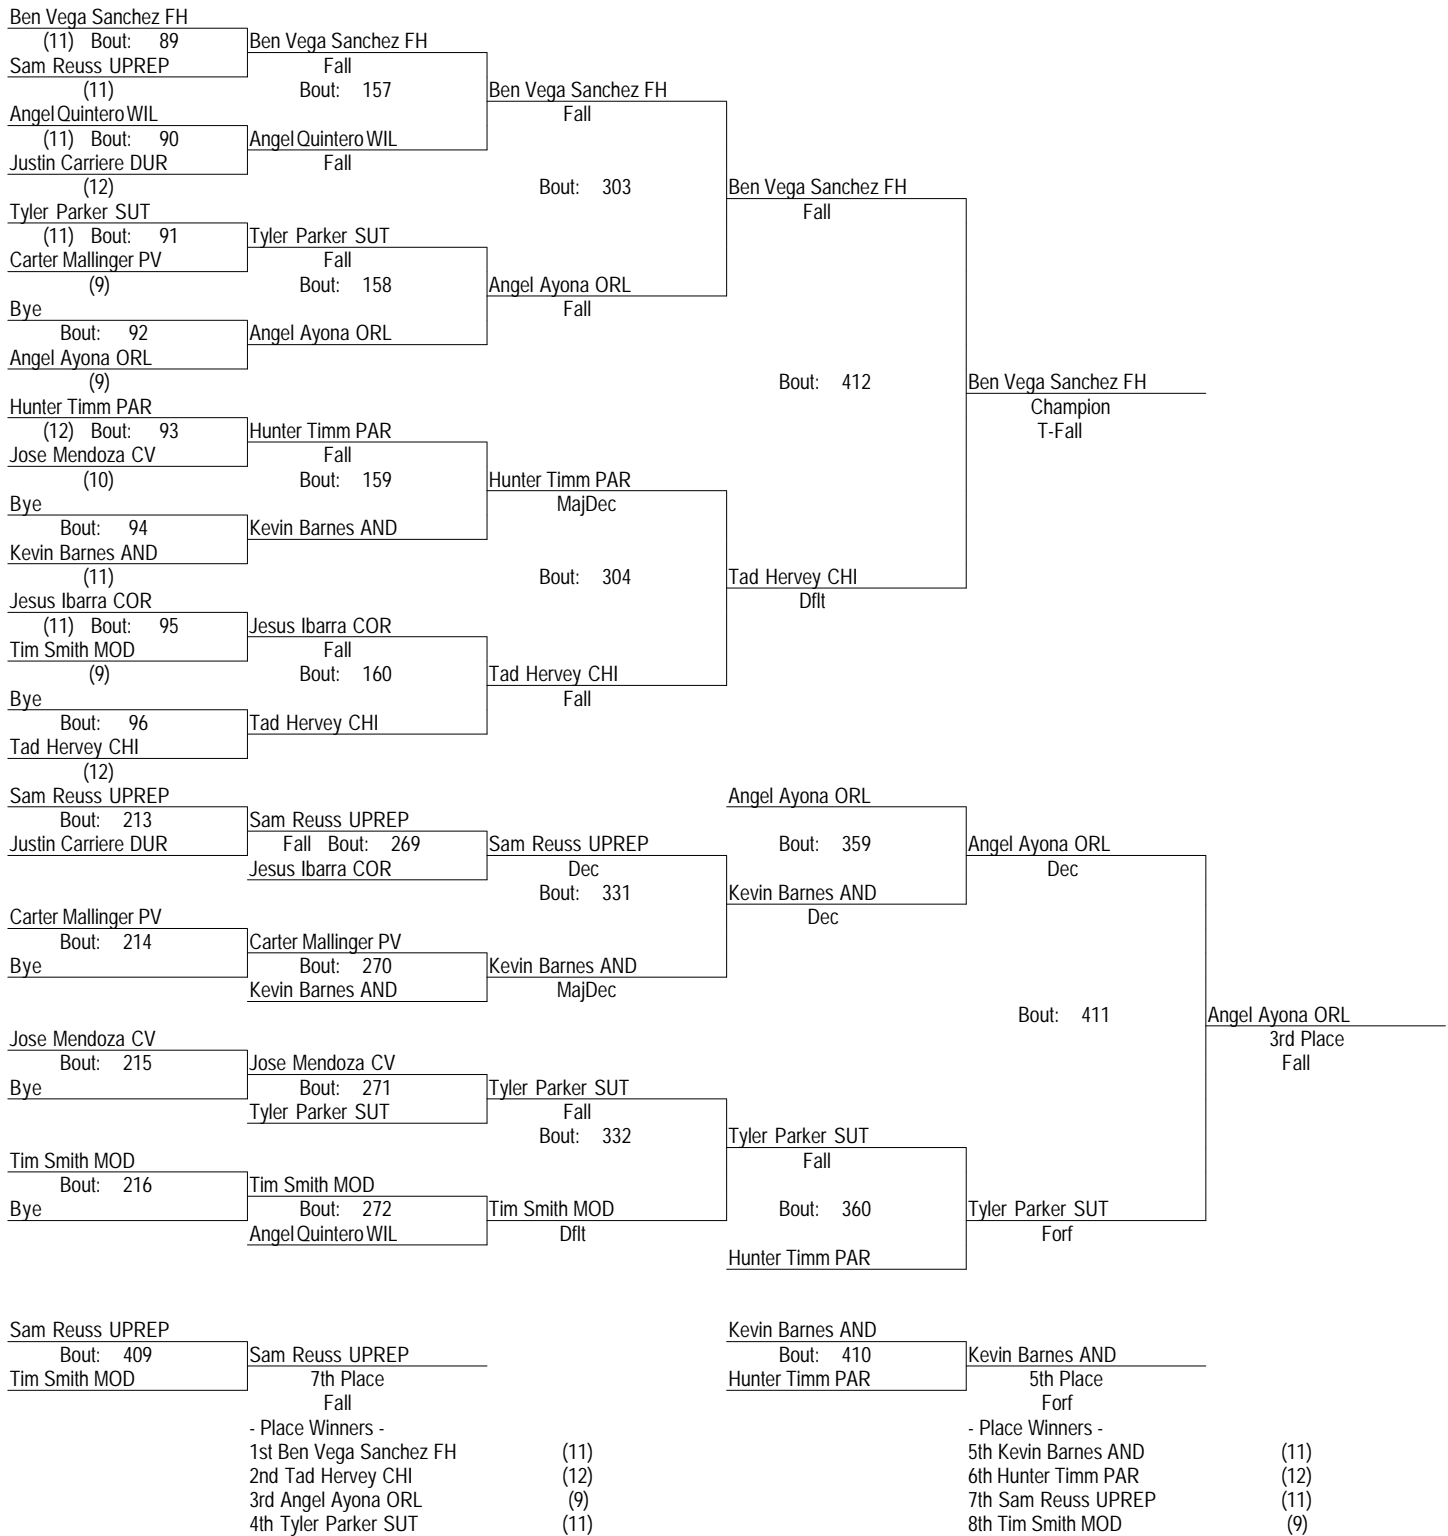 Ben Vega Sanchez FH
(11) Bout: 89 Ben Vega Sanchez FH
Sam Reuss UPREP Fall
(11) Bout: 157 Ben Vega Sanchez FH
Angel Quintero WIL Fall
(11) Bout: 90 Angel Quintero WIL
Justin Carriere DUR Fall
(12) Bout: 303 Ben Vega Sanchez FH
Tyler Parker SUT Fall
(11) Bout: 91 Tyler Parker SUT
Carter Mallinger PV Fall
(9) Bout: 158 Angel Ayona ORL
Bye Fall
Bout: 92 Angel Ayona ORL
Angel Ayona ORL
(9) Bout: 412 Ben Vega Sanchez FH
Hunter Timm PAR Champion
(12) Bout: 93 Hunter Timm PAR T-Fall
Jose Mendoza CV Fall
(10) Bout: 159 Hunter Timm PAR
Bye MajDec
Bout: 94 Kevin Barnes AND
Kevin Barnes AND
(11) Bout: 304 Tad Hervey CHI
Jesus Ibarra COR Dflt
(11) Bout: 95 Jesus Ibarra COR
Tim Smith MOD Fall
(9) Bout: 160 Tad Hervey CHI
Bye Fall
Bout: 96 Tad Hervey CHI
Tad Hervey CHI
(12)
Sam Reuss UPREP Angel Ayona ORL
Bout: 213 Sam Reuss UPREP
Justin Carriere DUR Fall Bout: 269 Sam Reuss UPREP Bout: 359 Angel Ayona ORL
Jesus Ibarra COR Dec Dec
Bout: 331 Kevin Barnes AND
Carter Mallinger PV Dec
Bout: 214 Carter Mallinger PV
Bye Bout: 270 Kevin Barnes AND
Kevin Barnes AND MajDec
Bout: 411 Angel Ayona ORL
Jose Mendoza CV 3rd Place
Bout: 215 Jose Mendoza CV Fall
Bye Bout: 271 Tyler Parker SUT
Tyler Parker SUT Fall
Bout: 332 Tyler Parker SUT
Tim Smith MOD Fall
Bout: 216 Tim Smith MOD
Bye Bout: 272 Tim Smith MOD Bout: 360 Tyler Parker SUT
Angel Quintero WIL Dflt Forf
Hunter Timm PAR
Sam Reuss UPREP Kevin Barnes AND
Bout: 409 Sam Reuss UPREP Bout: 410 Kevin Barnes AND
Tim Smith MOD 7th Place Hunter Timm PAR 5th Place
Fall Forf
- Place Winners - - Place Winners -
1st Ben Vega Sanchez FH (11) 5th Kevin Barnes AND (11)
2nd Tad Hervey CHI (12) 6th Hunter Timm PAR (12)
3rd Angel Ayona ORL (9) 7th Sam Reuss UPREP (11)
4th Tyler Parker SUT (11) 8th Tim Smith MOD (9)